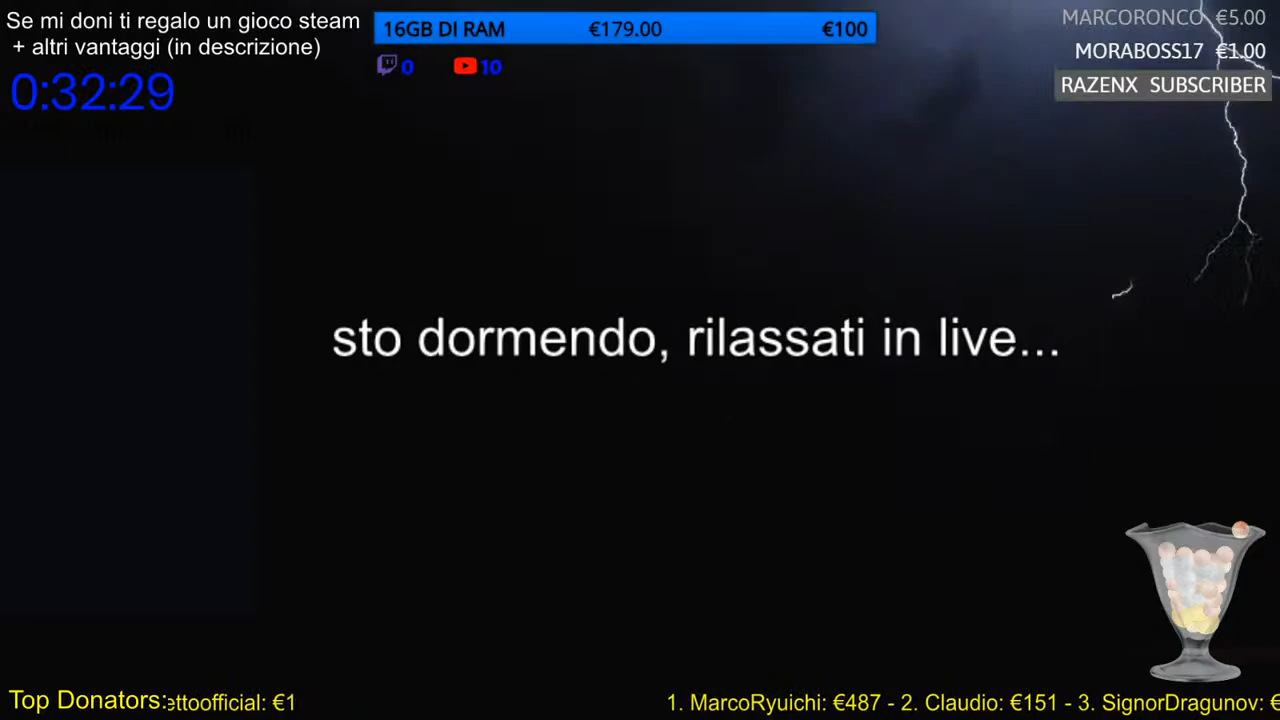 Se mi doni ti regalo un gioco steam
+ altri vantaggi (in descrizione)
0:32:29
16GB DI RAM €179.00 €100
0 10
MARCORONCO €5.00
MORABOSS17 €1.00
RAZENX SUBSCRIBER
sto dormendo, rilassati in live...
Top Donators: ettoofficial: €1 1. MarcoRyuichi: €487 - 2. Claudio: €151 - 3. SignorDragunov: €